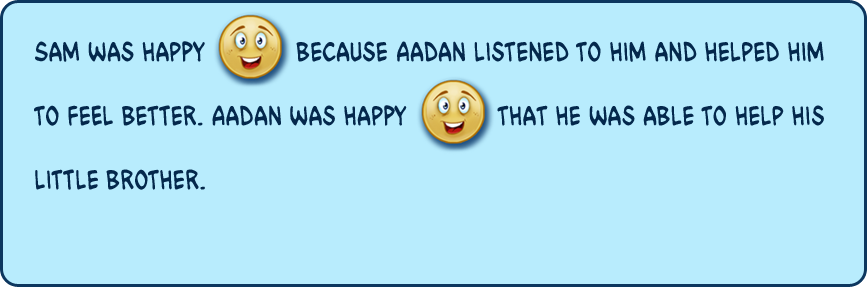 SAM WAS HAPPY BECAUSE AADAN LISTENED TO HIM AND HELPED HIM
TO FEEL BETTER. AADAN WAS HAPPY THAT HE WAS ABLE TO HELP HIS
LITTLE BROTHER.